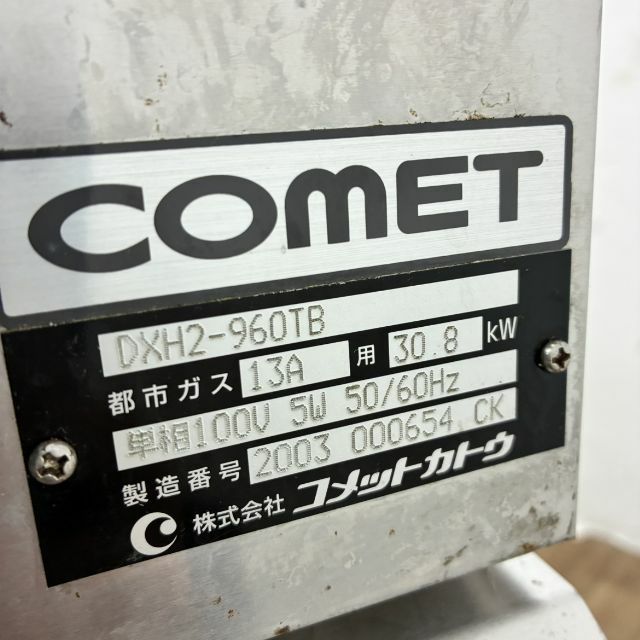 COMET
DXH2-960TB
都市ガス 13A 用 30.8 kW
単相100V 5W 50/60Hz
製造番号 2003 000654 CK
株式会社 コメットカトウ